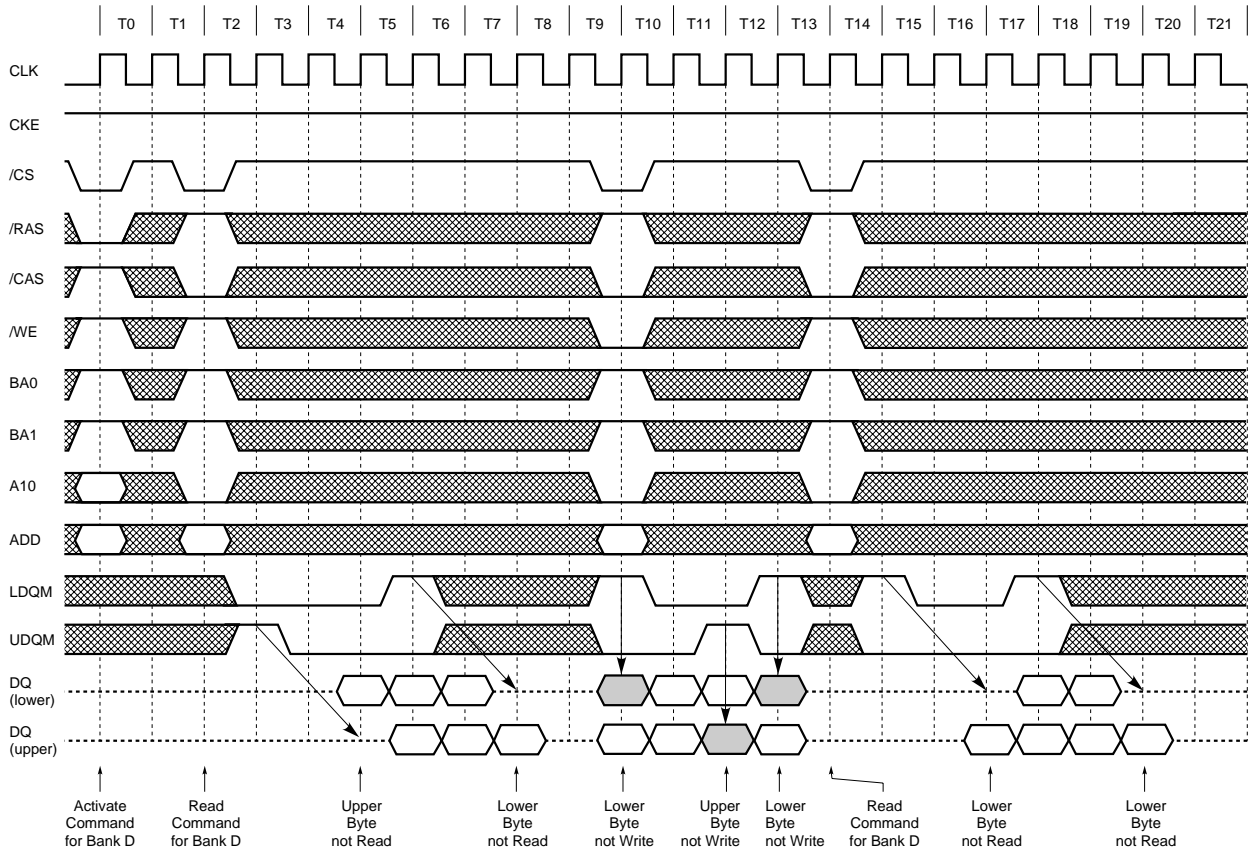 T0 T1 T2 T3 T4 T5 T6 T7 T8 T9 T10 T11 T12 T13 T14 T15 T16 T17 T18 T19 T20 T21
CLK
CKE
/CS
/RAS
/CAS
/WE
BA0
BA1
A10
ADD
LDQM
UDQM
DQ
(lower)
DQ
(upper)
Activate
Command
for Bank D
Read
Command
for Bank D
Upper
Byte
not Read
Lower
Byte
not Read
Lower
Byte
not Write
Upper
Byte
not Write
Lower
Byte
not Write
Read
Command
for Bank D
Lower
Byte
not Read
Lower
Byte
not Read